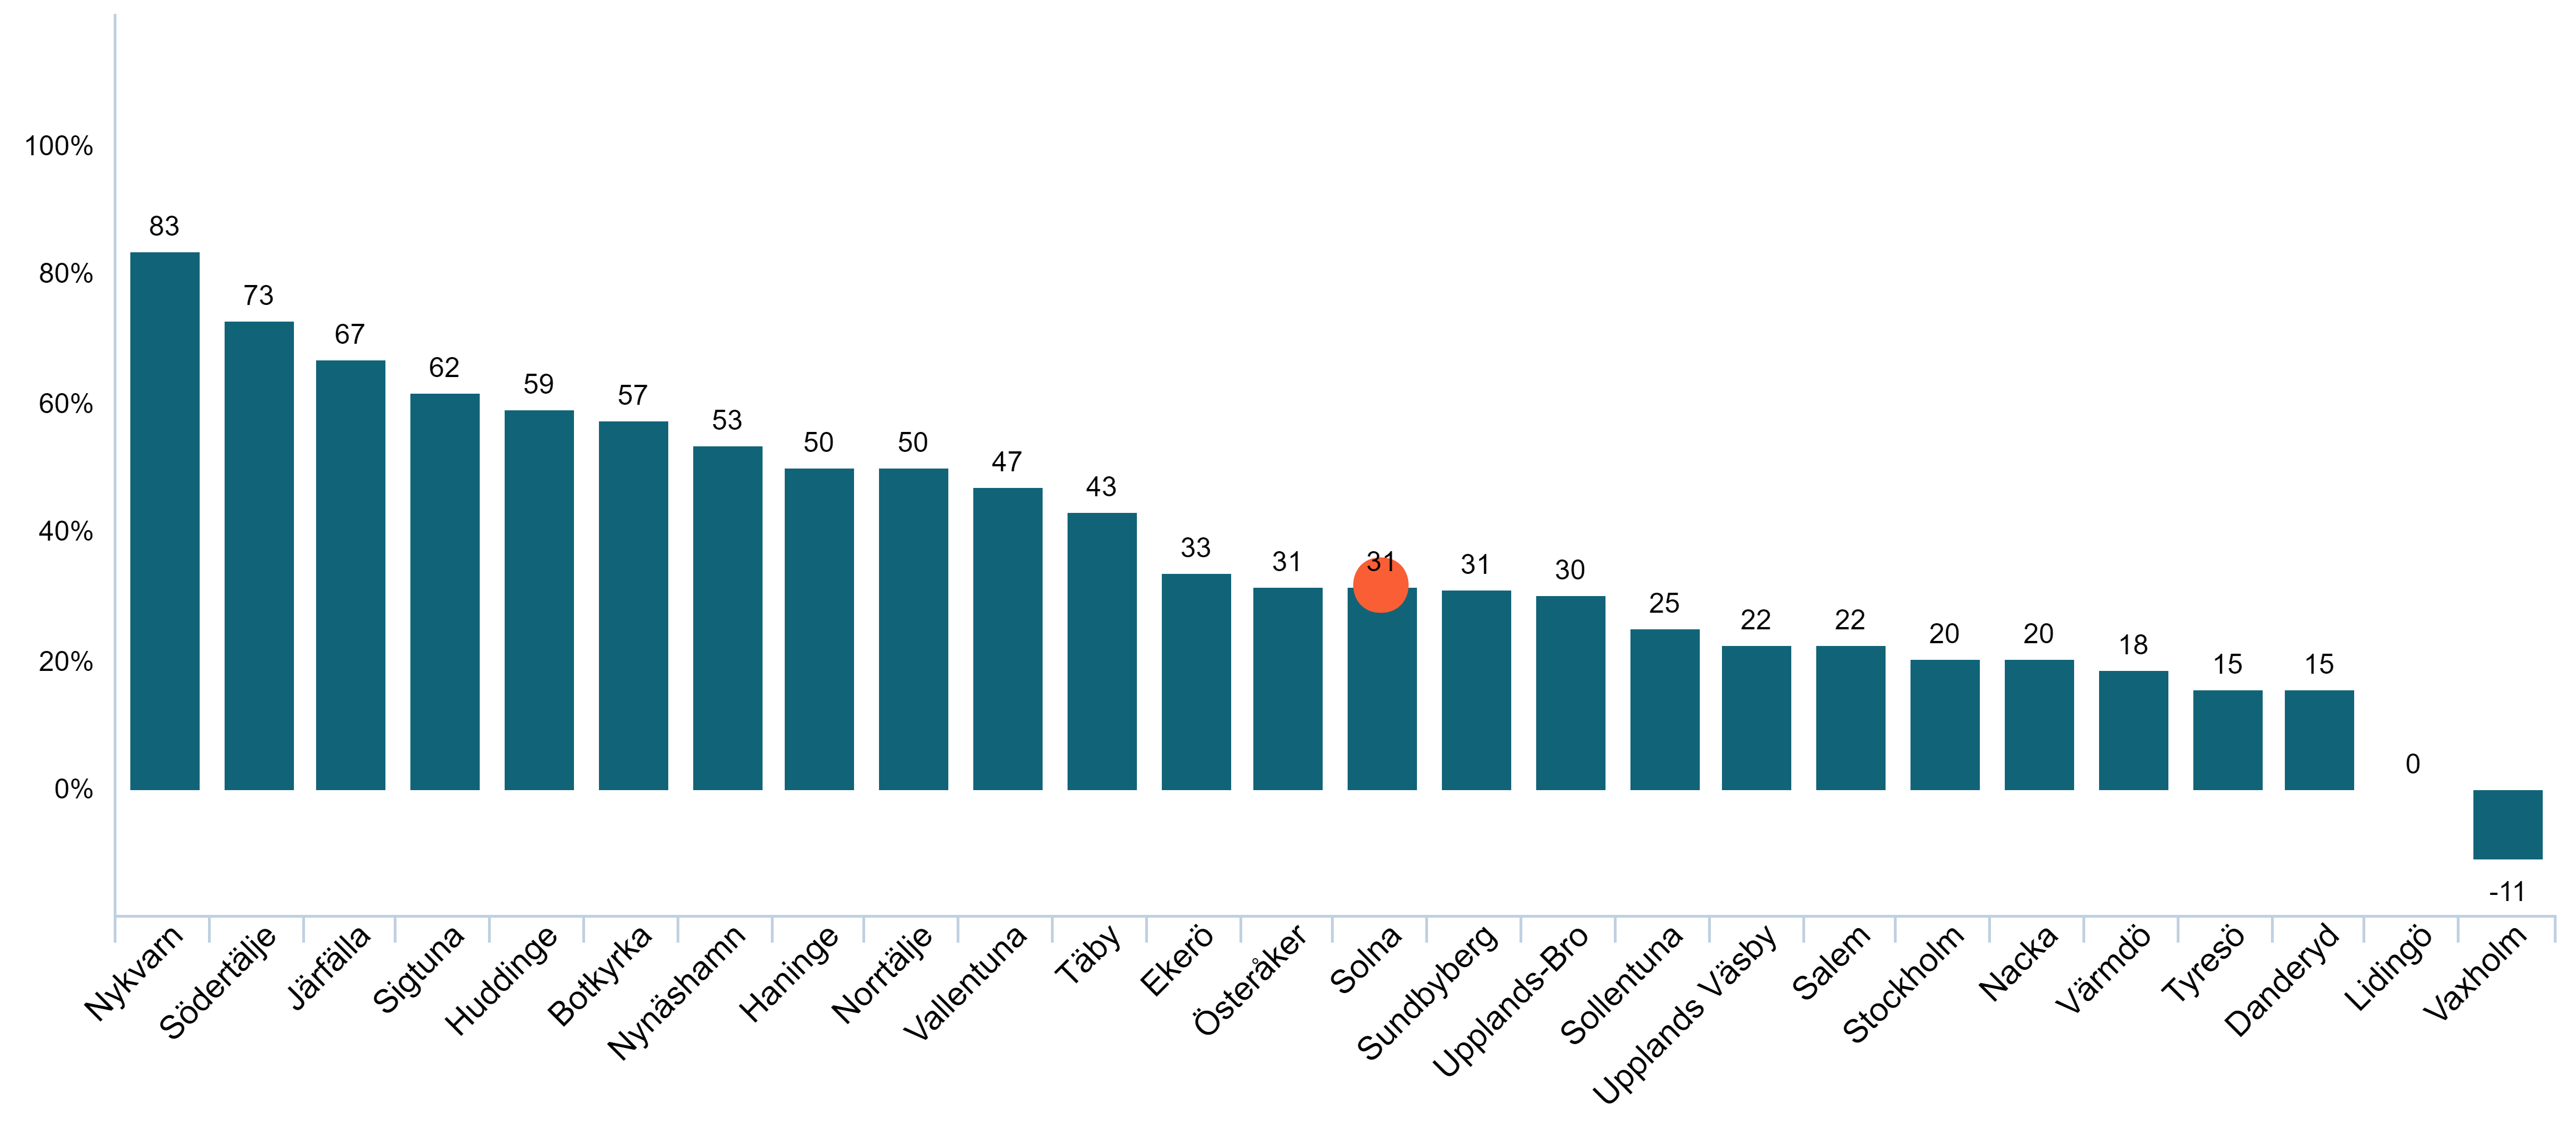 100%
80%
60%
40%
20%
0%
83
73
67
62
59
57
53
50
50
47
43
33
31
31
31
30
25
22
22
20
20
18
15
15
0
-11
Nykvarn
Södertälje
Järfälla
Sigtuna
Huddinge
Botkyrka
Nynäshamn
Haninge
Norrtälje
Vallentuna
Täby
Ekerö
Österåker
Solna
Sundbyberg
Upplands-Bro
Sollentuna
Upplands Väsby
Salem
Stockholm
Nacka
Värmdö
Tyresö
Danderyd
Lidingö
Vaxholm